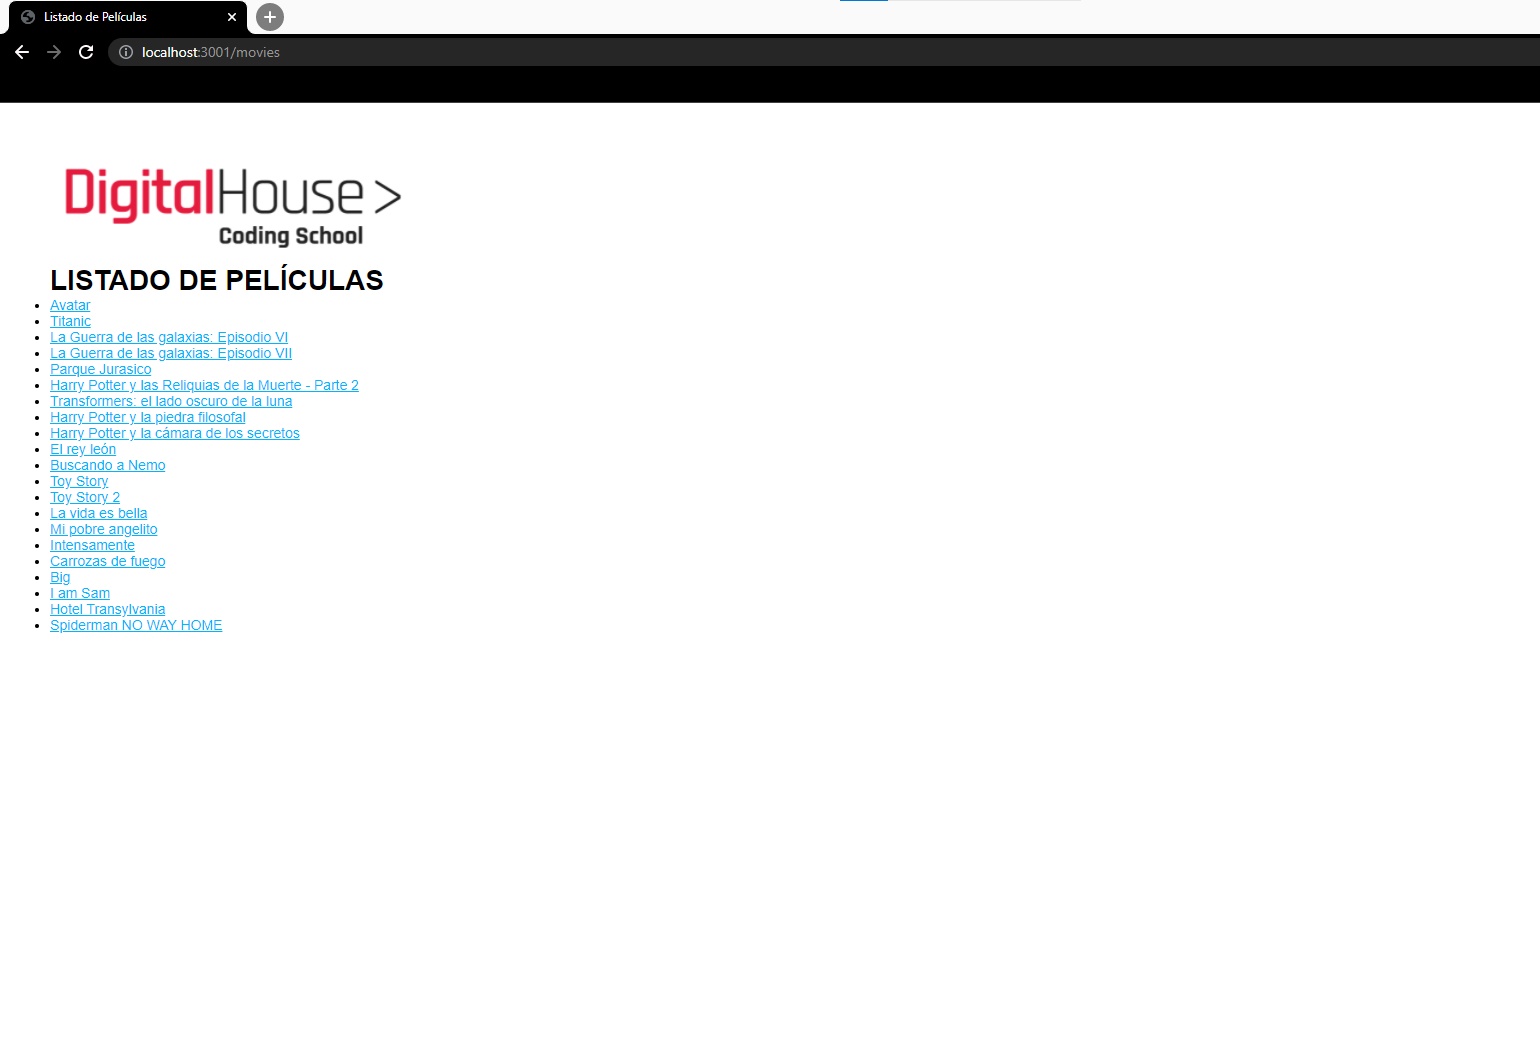 Listado de Películas
localhost:3001/movies
DigitalHouse >
Coding School
LISTADO DE PELÍCULAS
Avatar
Titanic
La Guerra de las galaxias: Episodio VI
La Guerra de las galaxias: Episodio VII
Parque Jurasico
Harry Potter y las Reliquias de la Muerte - Parte 2
Transformers: el lado oscuro de la luna
Harry Potter y la piedra filosofal
Harry Potter y la cámara de los secretos
El rey león
Buscando a Nemo
Toy Story
Toy Story 2
La vida es bella
Mi pobre angelito
Intensamente
Carrozas de fuego
Big
I am Sam
Hotel Transylvania
Spiderman NO WAY HOME